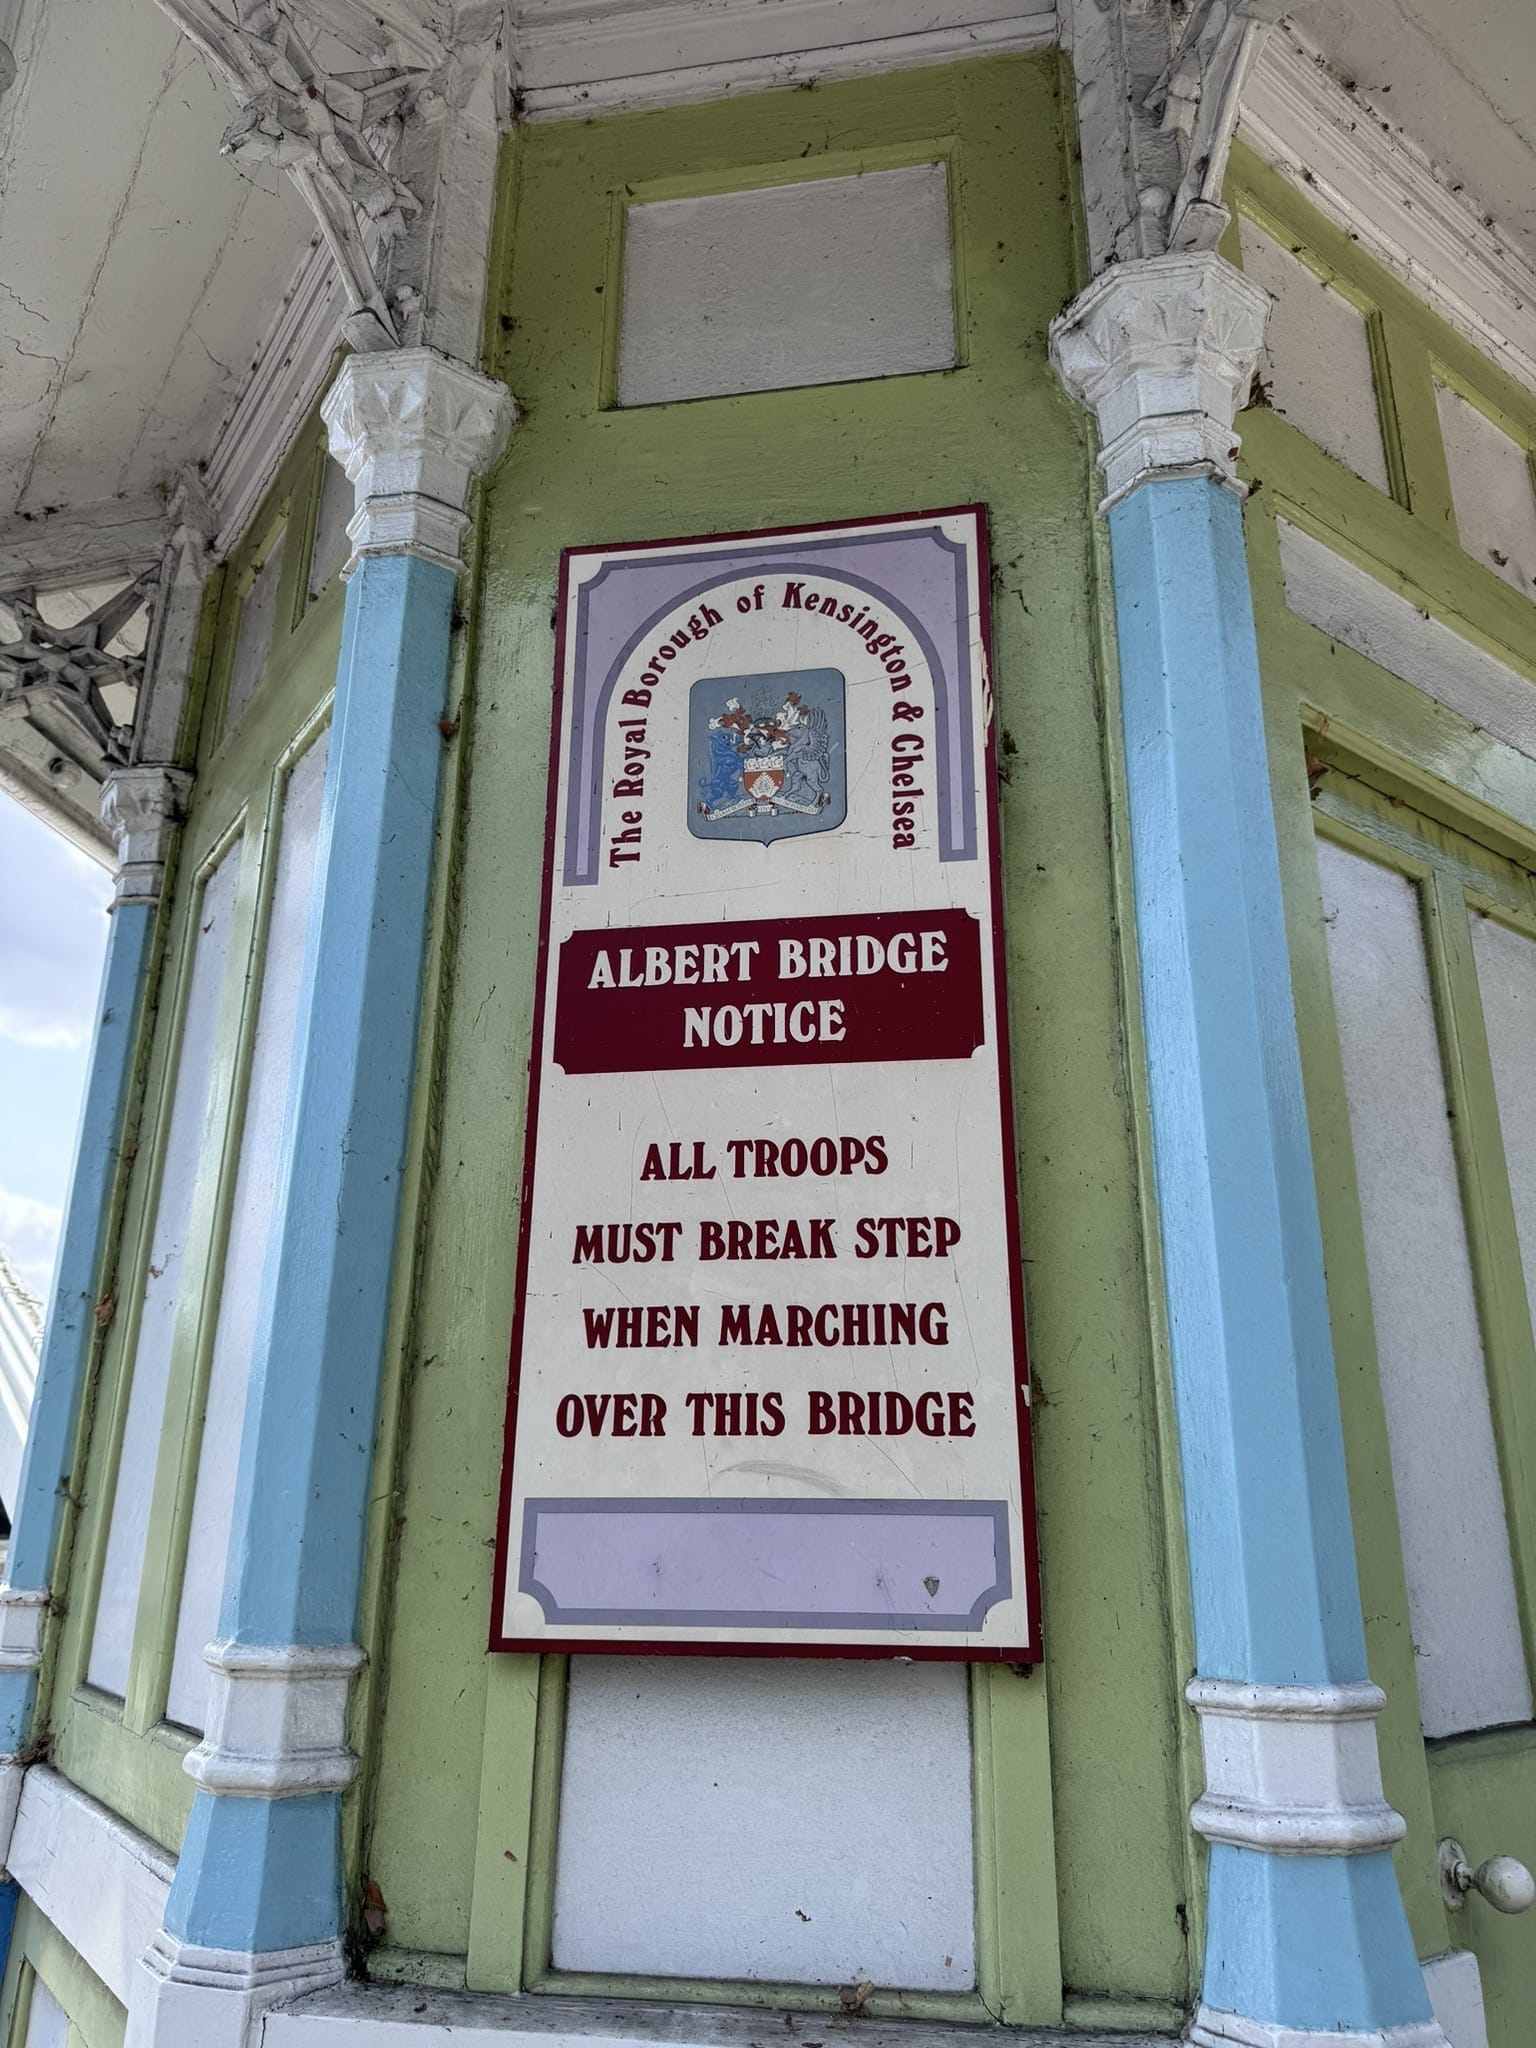 The Royal Borough of Kensington & Chelsea
ALBERT BRIDGE
NOTICE
ALL TROOPS
MUST BREAK STEP
WHEN MARCHING
OVER THIS BRIDGE